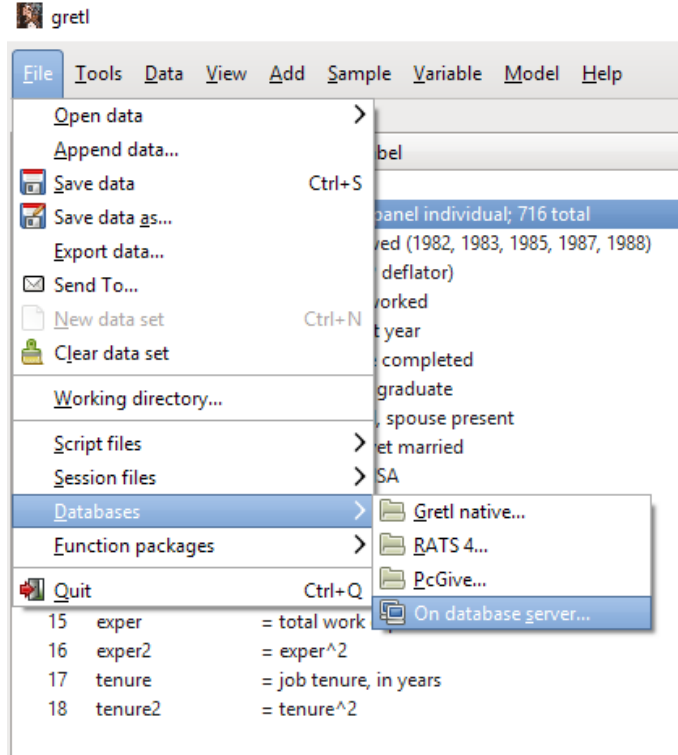 gretl
File Tools Data View Add Sample Variable Model Help
Open data
Append data...
bel
Save data Ctrl+S
Save data as...
anel individual; 716 total
Export data...
ved (1982, 1983, 1985, 1987, 1988)
Send To...
deflator)
New data set Ctrl+N
vorked
t year
Clear data set
completed
Working directory...
graduate
, spouse present
Script files
et married
Session files
SA
Databases
Gretl native...
Function packages
RATS 4...
PcGive...
Quit Ctrl+Q
On database server...
15 exper = total work
16 exper2 = exper^2
17 tenure = job tenure, in years
18 tenure2 = tenure^2